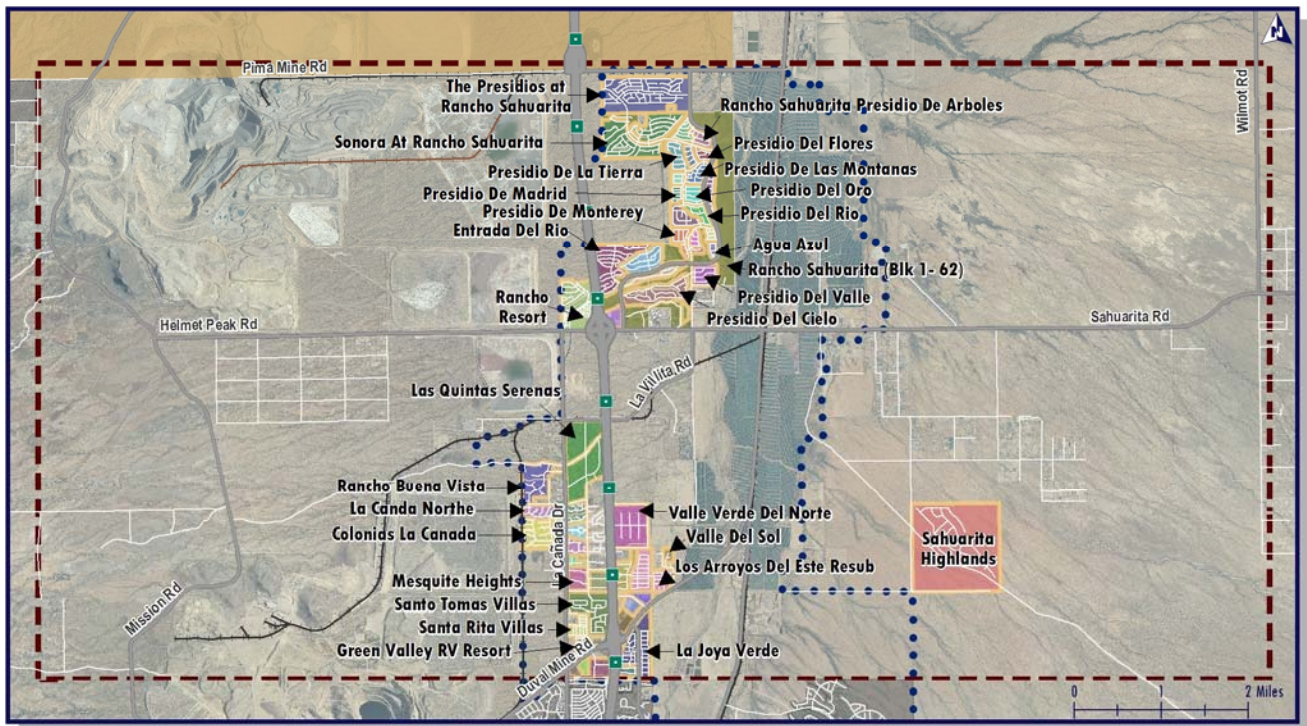 N
Pima Mine Rd
Wilmot Rd
The Presidios at
Rancho Sahuarita
Rancho Sahuarita Presidio De Arboles
Sonora At Rancho Sahuarita
Presidio Del Flores
Presidio De La Tierra
Presidio De Las Montanas
Presidio De Madrid
Presidio Del Oro
Presidio De Monterey
Presidio Del Rio
Entrada Del Rio
Agua Azul
Rancho Sahuarita (Blk 1- 62)
Rancho
Resort
Presidio Del Valle
Presidio Del Cielo
Helmet Peak Rd
Sahuarita Rd
La Villita Rd
Las Quintas Serenas
Rancho Buena Vista
La Canda Northe
Colonias La Canada
La Cañada Dr
Valle Verde Del Norte
Valle Del Sol
Sahuarita
Highlands
Los Arroyos Del Este Resub
Mesquite Heights
Santo Tomas Villas
Mission Rd
Santa Rita Villas
Green Valley RV Resort
Duval Mine Rd
La Joya Verde
0 1 2 Miles